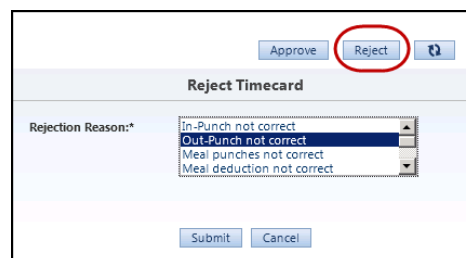 Approve Reject
Reject Timecard
Rejection Reason:*
In-Punch not correct
Out-Punch not correct
Meal punches not correct
Meal deduction not correct
Submit Cancel